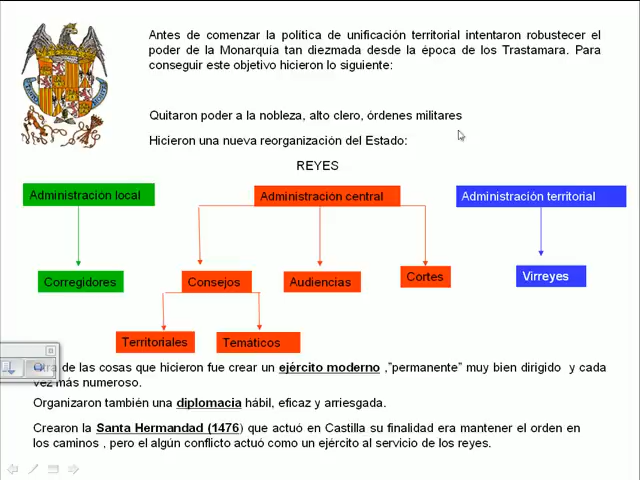 Antes de comenzar la política de unificación territorial intentaron robustecer el
poder de la Monarquía tan diezmada desde la época de los Trastamara. Para
conseguir este objetivo hicieron lo siguiente:
Quitaron poder a la nobleza, alto clero, órdenes militares
Hicieron una nueva reorganización del Estado:
REYES
Administración local
Administración central
Administración territorial
Corregidores
Consejos
Audiencias
Cortes
Virreyes
Territoriales
Temáticos
Otra de las cosas que hicieron fue crear un ejército moderno ,"permanente" muy bien dirigido y cada
vez más numeroso.
Organizaron también una diplomacia hábil, eficaz y arriesgada.
Crearon la Santa Hermandad (1476) que actuó en Castilla su finalidad era mantener el orden en
los caminos , pero el algún conflicto actuó como un ejército al servicio de los reyes.